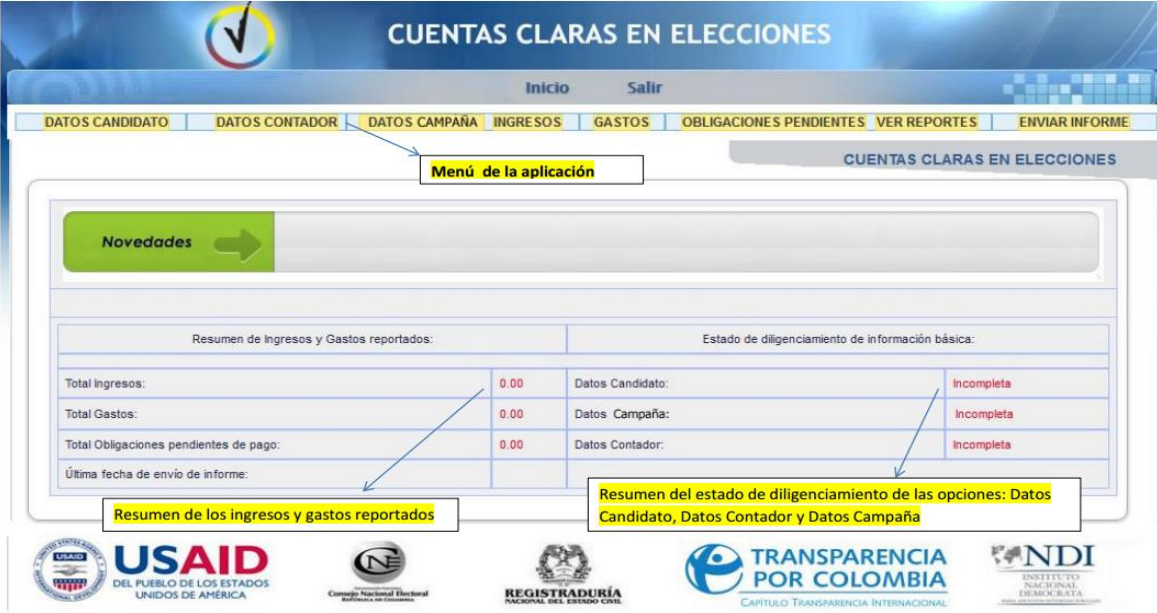 CUENTAS CLARAS EN ELECCIONES
Inicio Salir
DATOS CANDIDATO DATOS CONTADOR DATOS CAMPAÑA INGRESOS GASTOS OBLIGACIONES PENDIENTES VER REPORTES ENVIAR INFORME
Menú de la aplicación
CUENTAS CLARAS EN ELECCIONES
Novedades
Resumen de Ingresos y Gastos reportados: Estado de diligenciamiento de información básica:
Total Ingresos: 0.00 Datos Candidato: Incompleta
Total Gastos: 0.00 Datos Campaña: Incompleta
Total Obligaciones pendientes de pago: 0.00 Datos Contador: Incompleta
Última fecha de envío de informe:
Resumen de los ingresos y gastos reportados
Resumen del estado de diligenciamiento de las opciones: Datos
Candidato, Datos Contador y Datos Campaña
USAID
USAID
DEL PUEBLO DE LOS ESTADOS
UNIDOS DE AMÉRICA
CNE
Consejo Nacional Electoral
República de Colombia
REGISTRADURÍA
NACIONAL DEL ESTADO CIVIL
TRANSPARENCIA
POR COLOMBIA
CAPÍTULO TRANSPARENCIA INTERNACIONAL
NDI
INSTITUTO
NACIONAL
DEMOCRATA